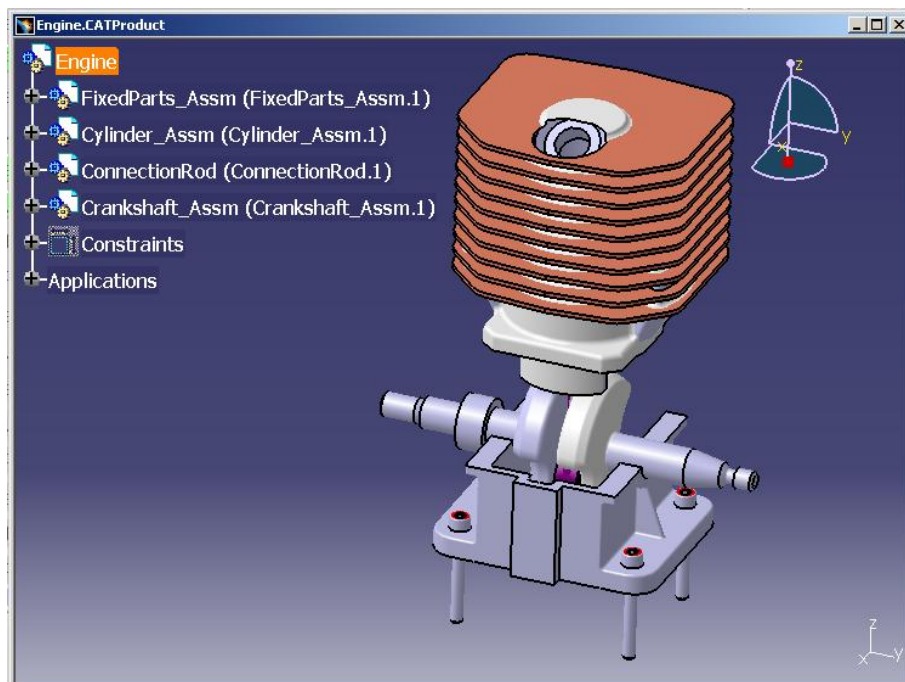 Engine.CATProduct
Engine
FixedParts_Assm (FixedParts_Assm.1)
Cylinder_Assm (Cylinder_Assm.1)
ConnectionRod (ConnectionRod.1)
Crankshaft_Assm (Crankshaft_Assm.1)
Constraints
Applications
z
y
x
z
x y